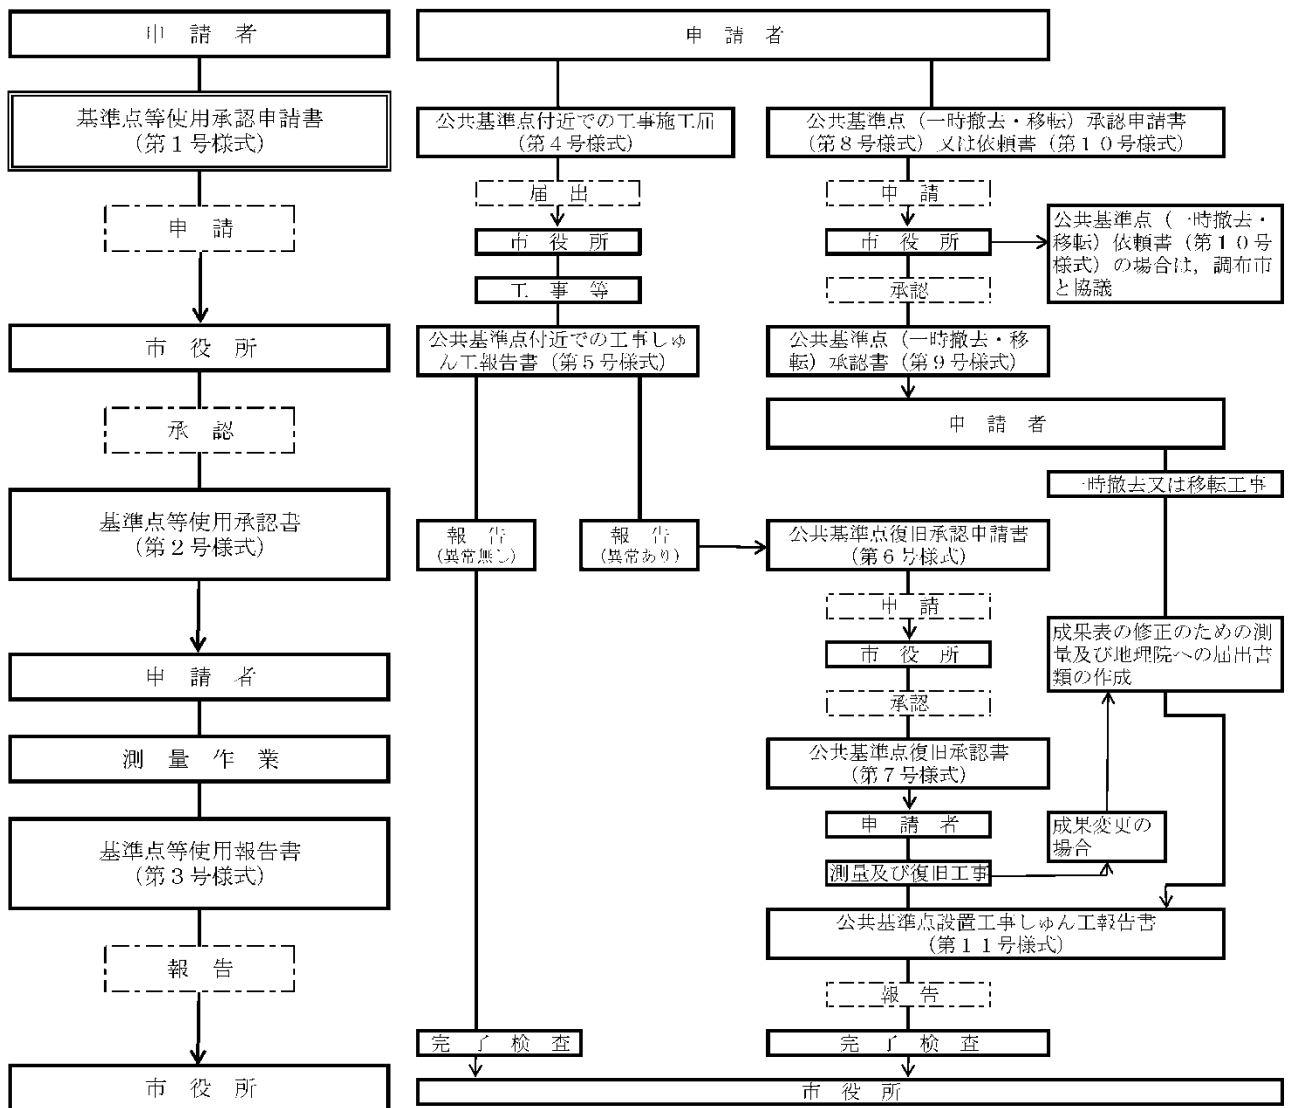 申 請 者
基準点等使用承認申請書
(第１号様式)
申 請
市 役 所
承 認
基準点等使用承認書
(第２号様式)
申 請 者
測 量 作 業
基準点等使用報告書
(第３号様式)
報 告
市 役 所
申 請 者
公共基準点付近での工事施工届
(第４号様式)
届 出
市 役 所
工 事 等
公共基準点付近での工事しゅ
ん工報告書（第５号様式）
報 告
(異常無し)
報 告
(異常あり)
完 了 検 査
公共基準点（一時撤去・移転）承認申請書
(第８号様式）又は依頼書（第１０号様式）
申 請
市 役 所
公共基準点（一時撤去・
移転）依頼書（第１０号
様式）の場合は，調布市
と協議
承認
公共基準点（一時撤去・移
転）承認書（第９号様式）
申 請 者
一時撤去又は移転工事
公共基準点復旧承認申請書
(第６号様式)
申 請
市 役 所
承認
公共基準点復旧承認書
(第７号様式)
申 請 者
測量及び復旧工事
成果変更の
場合
成果表の修正のための測
量及び地理院への届出書
類の作成
公共基準点設置工事しゅん工報告書
(第１１号様式)
報 告
完 了 検 査
市 役 所